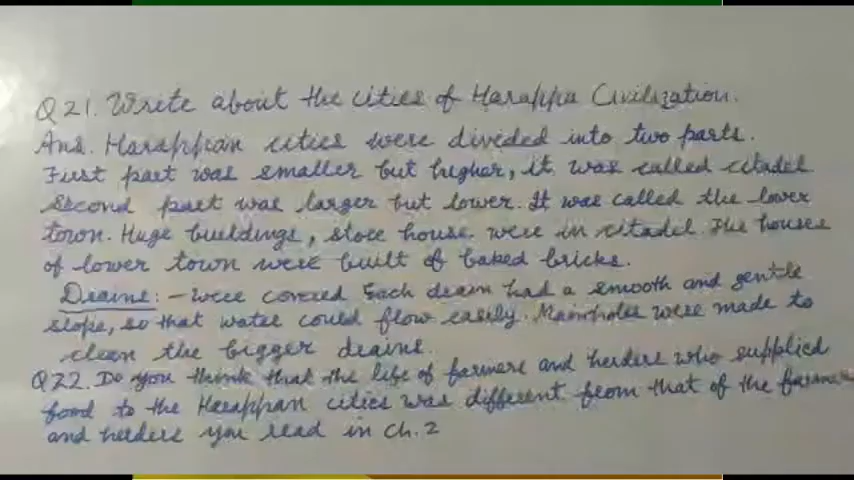 Q21. Write about the cities of Harappa Civilization.
Ans. Harappan cities were divided into two parts.
First part was smaller but higher, it was called citadel
second part was larger but lower. It was called the lower
town. Huge buildings, store house were in citadel. The houses
of lower town were built of baked bricks.
Drains: - were covered Each drain had a smooth and gentle
slope, so that water could flow easily. Mainholes were made to
clean the bigger drains.
Q22. Do you think that the life of farmers and herders who supplied
food to the Harappan cities was different from that of the farmers
and herders you read in Ch. 2